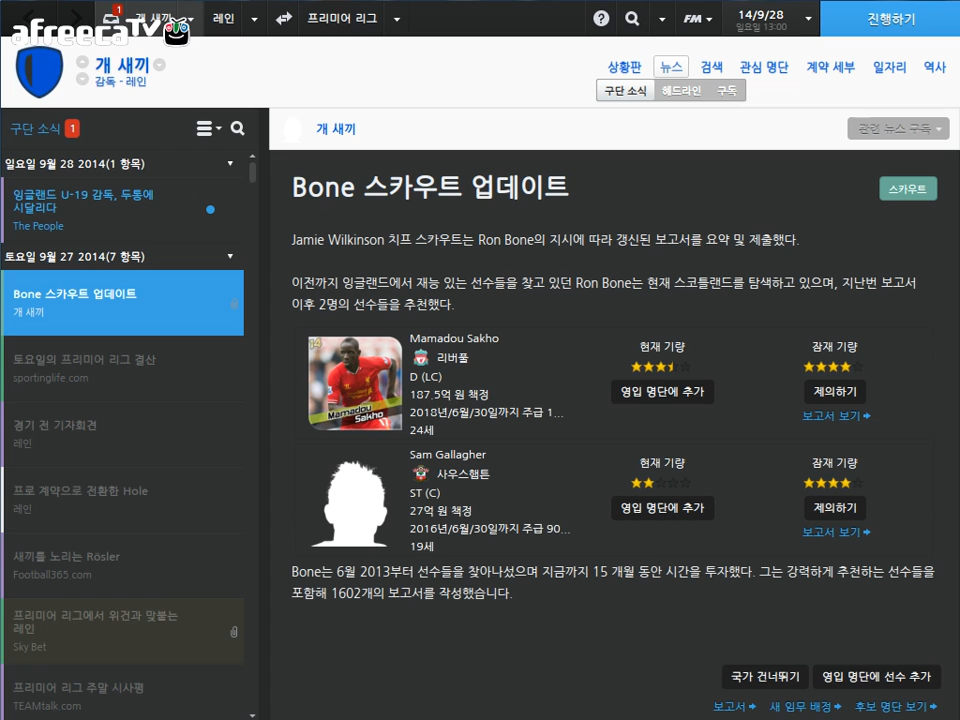 1
개 새끼
레인
프리미어 리그
?
FM
14/9/28
일요일 13:00
진행하기
afreecaTV
개 새끼
감독 - 레인
상황판
뉴스
검색
관심 명단
계약 세부
일자리
역사
구단 소식
헤드라인
구독
구단 소식 1
개 새끼
관련 뉴스 구독
일요일 9월 28 2014(1 항목)
잉글랜드 U-19 감독, 두통에
시달리다
The People
토요일 9월 27 2014(7 항목)
Bone 스카우트 업데이트
개 새끼
토요일의 프리미어 리그 결산
sportinglife.com
경기 전 기자회견
레인
프로 계약으로 전환한 Hole
레인
새끼를 노리는 Rösler
Football365.com
프리미어 리그에서 위건과 맞붙는
레인
Sky Bet
프리미어 리그 주말 시사평
TEAMtalk.com
Bone 스카우트 업데이트
스카우트
Jamie Wilkinson 치프 스카우트는 Ron Bone의 지시에 따라 갱신된 보고서를 요약 및 제출했다.
이전까지 잉글랜드에서 재능 있는 선수들을 찾고 있던 Ron Bone는 현재 스코틀랜드를 탐색하고 있으며, 지난번 보고서
이후 2명의 선수들을 추천했다.
14
Mamadou
Sakho
Mamadou Sakho
리버풀
D (LC)
187.5억 원 책정
2018년/6월/30일까지 주급 1...
24세
현재 기량
영입 명단에 추가
잠재 기량
제의하기
보고서 보기
Sam Gallagher
사우스햄튼
ST (C)
27억 원 책정
2016년/6월/30일까지 주급 90...
19세
현재 기량
영입 명단에 추가
잠재 기량
제의하기
보고서 보기
Bone는 6월 2013부터 선수들을 찾아나섰으며 지금까지 15 개월 동안 시간을 투자했다. 그는 강력하게 추천하는 선수들을
포함해 1602개의 보고서를 작성했습니다.
국가 건너뛰기
영입 명단에 선수 추가
보고서
새 임무 배정
후보 명단 보기